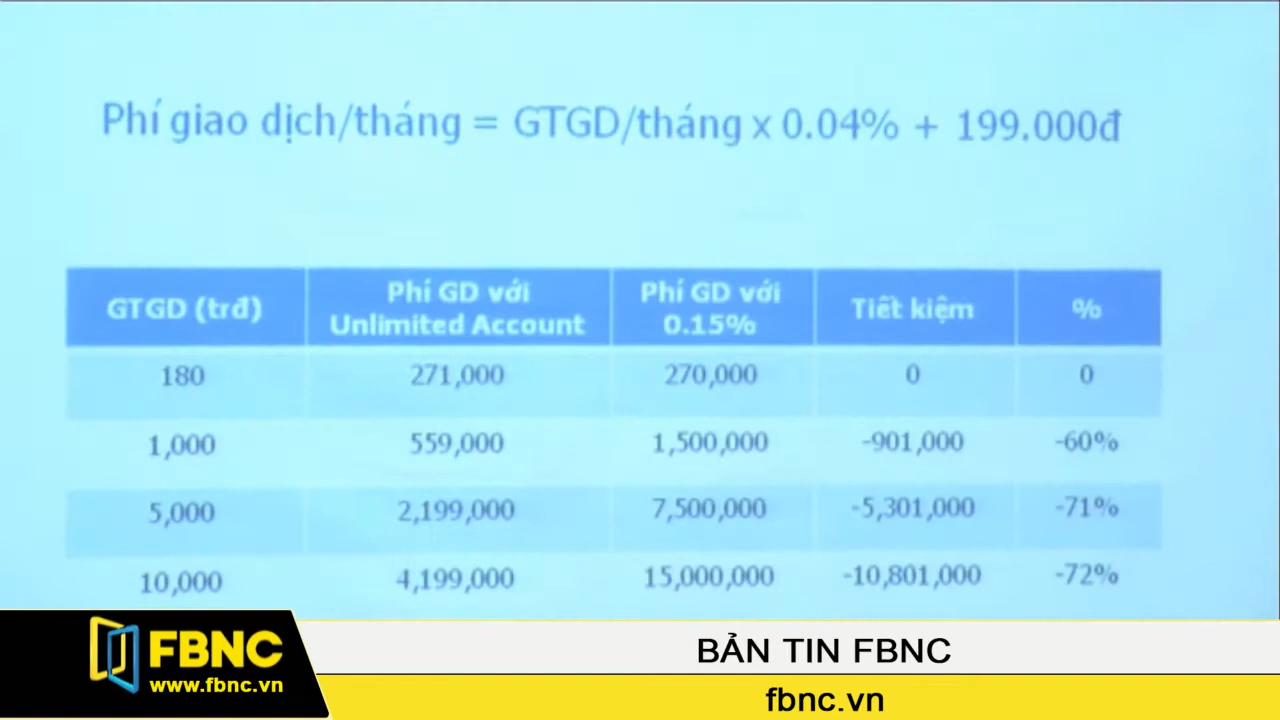 Phí giao dịch/tháng = GTGD/tháng x 0.04% + 199.000đ
GTGD (trđ) Phí GD với Unlimited Account Phí GD với 0.15% Tiết kiệm %
180 271,000 270,000 0 0
1,000 559,000 1,500,000 -901,000 -60%
5,000 2,199,000 7,500,000 -5,301,000 -71%
10,000 4,199,000 15,000,000 -10,801,000 -72%
FBNC
www.fbnc.vn
BẢN TIN FBNC
fbnc.vn